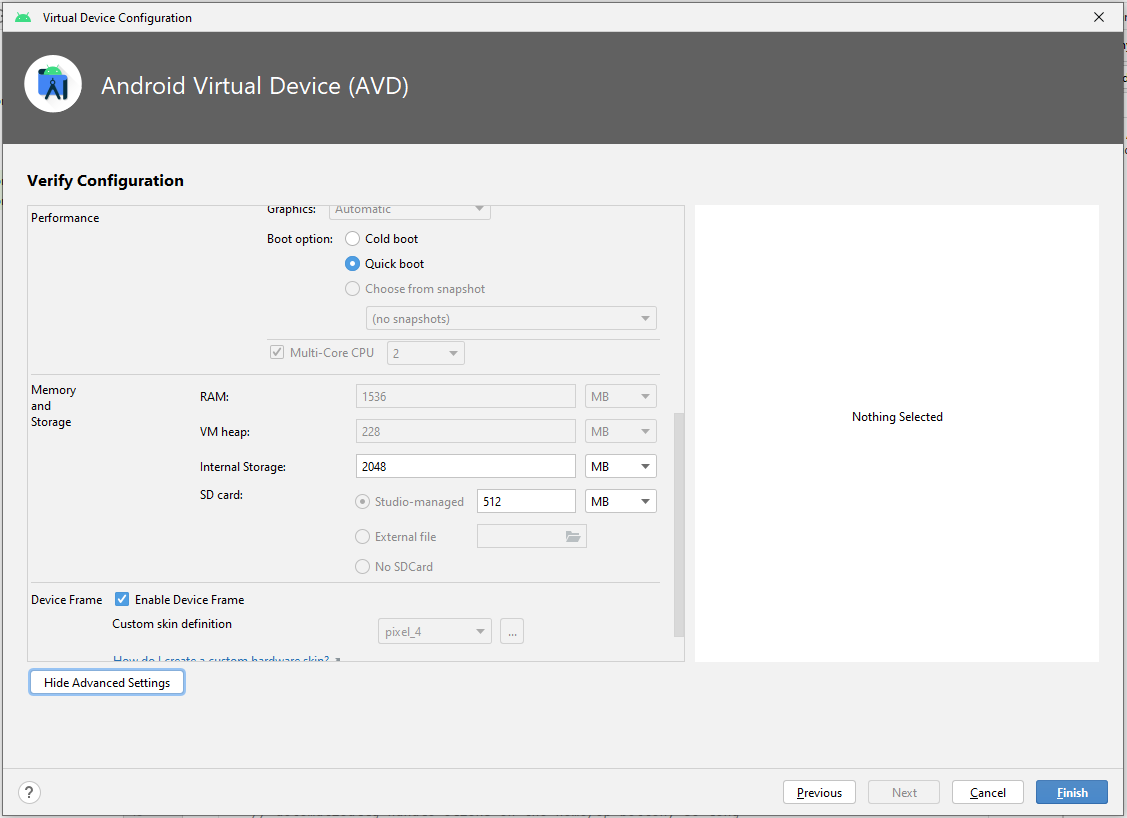 Virtual Device Configuration
Android Virtual Device (AVD)
Verify Configuration
Performance
Graphics: Automatic
Boot option: Cold boot
Quick boot
Choose from snapshot
(no snapshots)
Multi-Core CPU 2
Memory
and
Storage
RAM: 1536 MB
VM heap: 228 MB
Internal Storage: 2048 MB
SD card: Studio-managed 512 MB
External file
No SDCard
Device Frame Enable Device Frame
Custom skin definition pixel_4 ...
How do I create a custom hardware skin?
Nothing Selected
Hide Advanced Settings
? Previous Next Cancel Finish